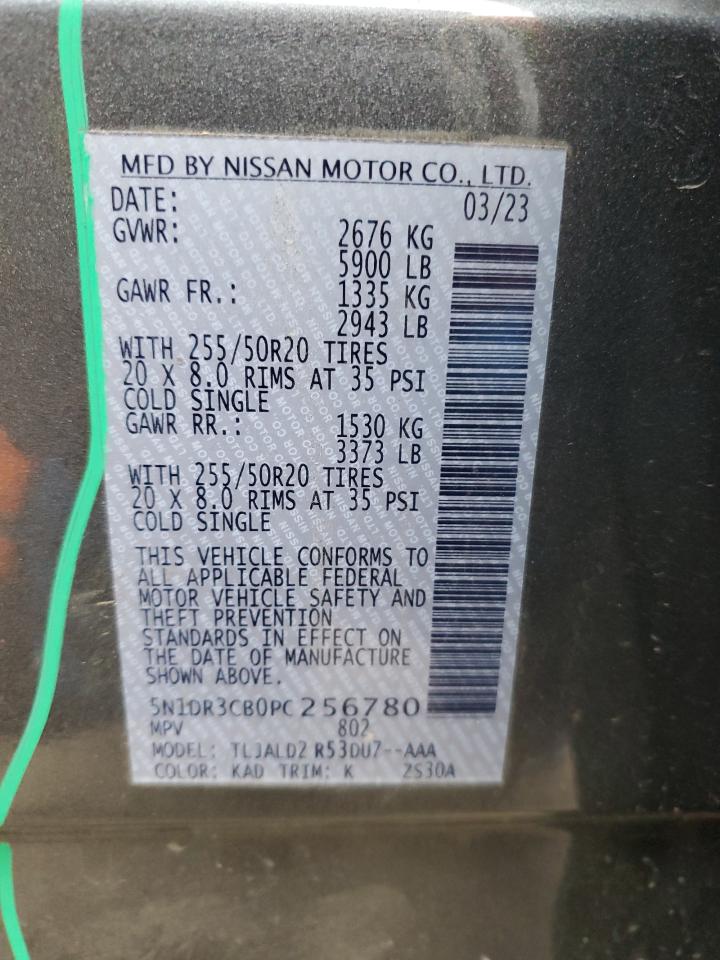 MFD BY NISSAN MOTOR CO., LTD.
DATE: 03/23
GVWR: 2676 KG
5900 LB
GAWR FR.: 1335 KG
2943 LB
WITH 255/50R20 TIRES
20 X 8.0 RIMS AT 35 PSI
COLD SINGLE
GAWR RR.: 1530 KG
3373 LB
WITH 255/50R20 TIRES
20 X 8.0 RIMS AT 35 PSI
COLD SINGLE
THIS VEHICLE CONFORMS TO
ALL APPLICABLE FEDERAL
MOTOR VEHICLE SAFETY AND
THEFT PREVENTION
STANDARDS IN EFFECT ON
THE DATE OF MANUFACTURE
SHOWN ABOVE.
5N1DR3CB0PC256780
MPV 802
MODEL: TLJALD2 R53DU7--AAA
COLOR: KAD TRIM: K 2S30A